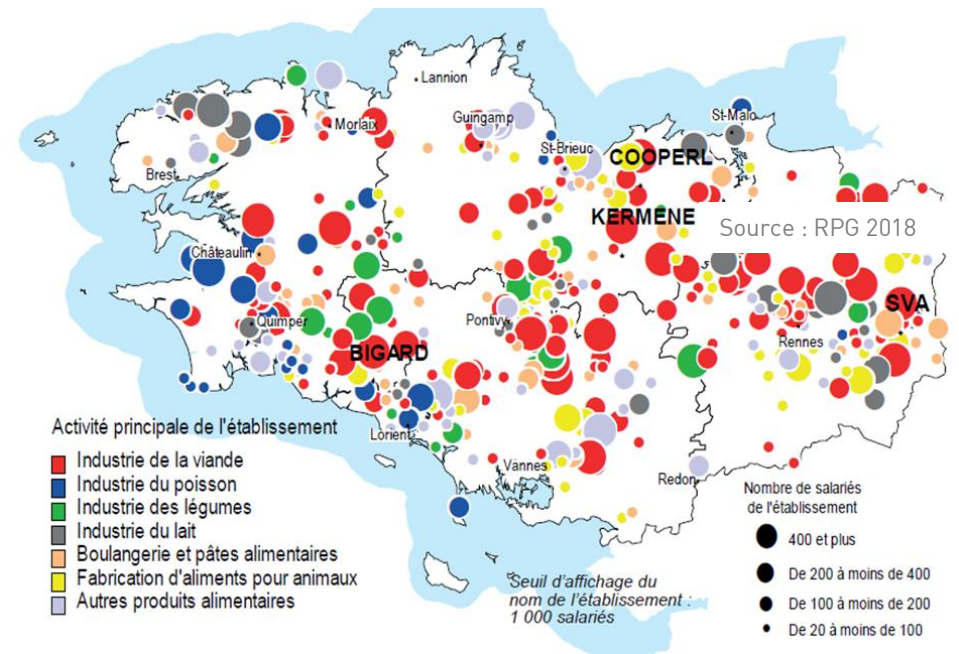 Lannion
St-Malo
Guingamp
Morlaix
St-Brieuc
COOPERL
Brest
KERMENE
Source : RPG 2018
Châteaulin
SVA
Pontivy
Quimper
Rennes
BIGARD
Lorient
Vannes
Redon
Activité principale de l'établissement
Industrie de la viande
Industrie du poisson
Industrie des légumes
Industrie du lait
Boulangerie et pâtes alimentaires
Fabrication d'aliments pour animaux
Autres produits alimentaires
Seuil d'affichage du
nom de l'établissement :
1 000 salariés
Nombre de salariés
de l'établissement
400 et plus
De 200 à moins de 400
De 100 à moins de 200
De 20 à moins de 100